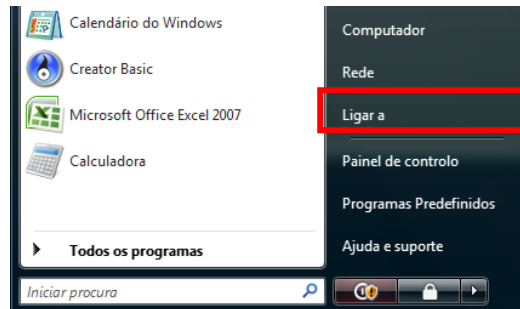 Calendário do Windows
Creator Basic
Microsoft Office Excel 2007
Calculadora
Todos os programas
Iniciar procura
Computador
Rede
Ligar a
Painel de controlo
Programas Predefinidos
Ajuda e suporte